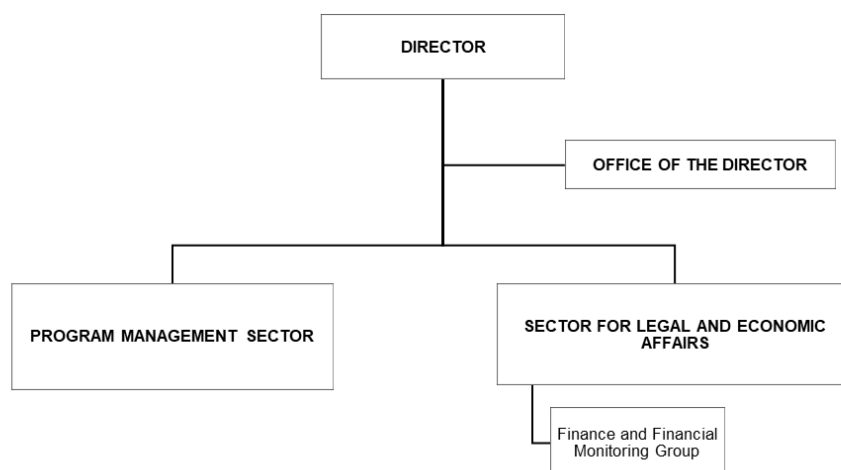 DIRECTOR
OFFICE OF THE DIRECTOR
PROGRAM MANAGEMENT SECTOR
SECTOR FOR LEGAL AND ECONOMIC
AFFAIRS
Finance and Financial
Monitoring Group